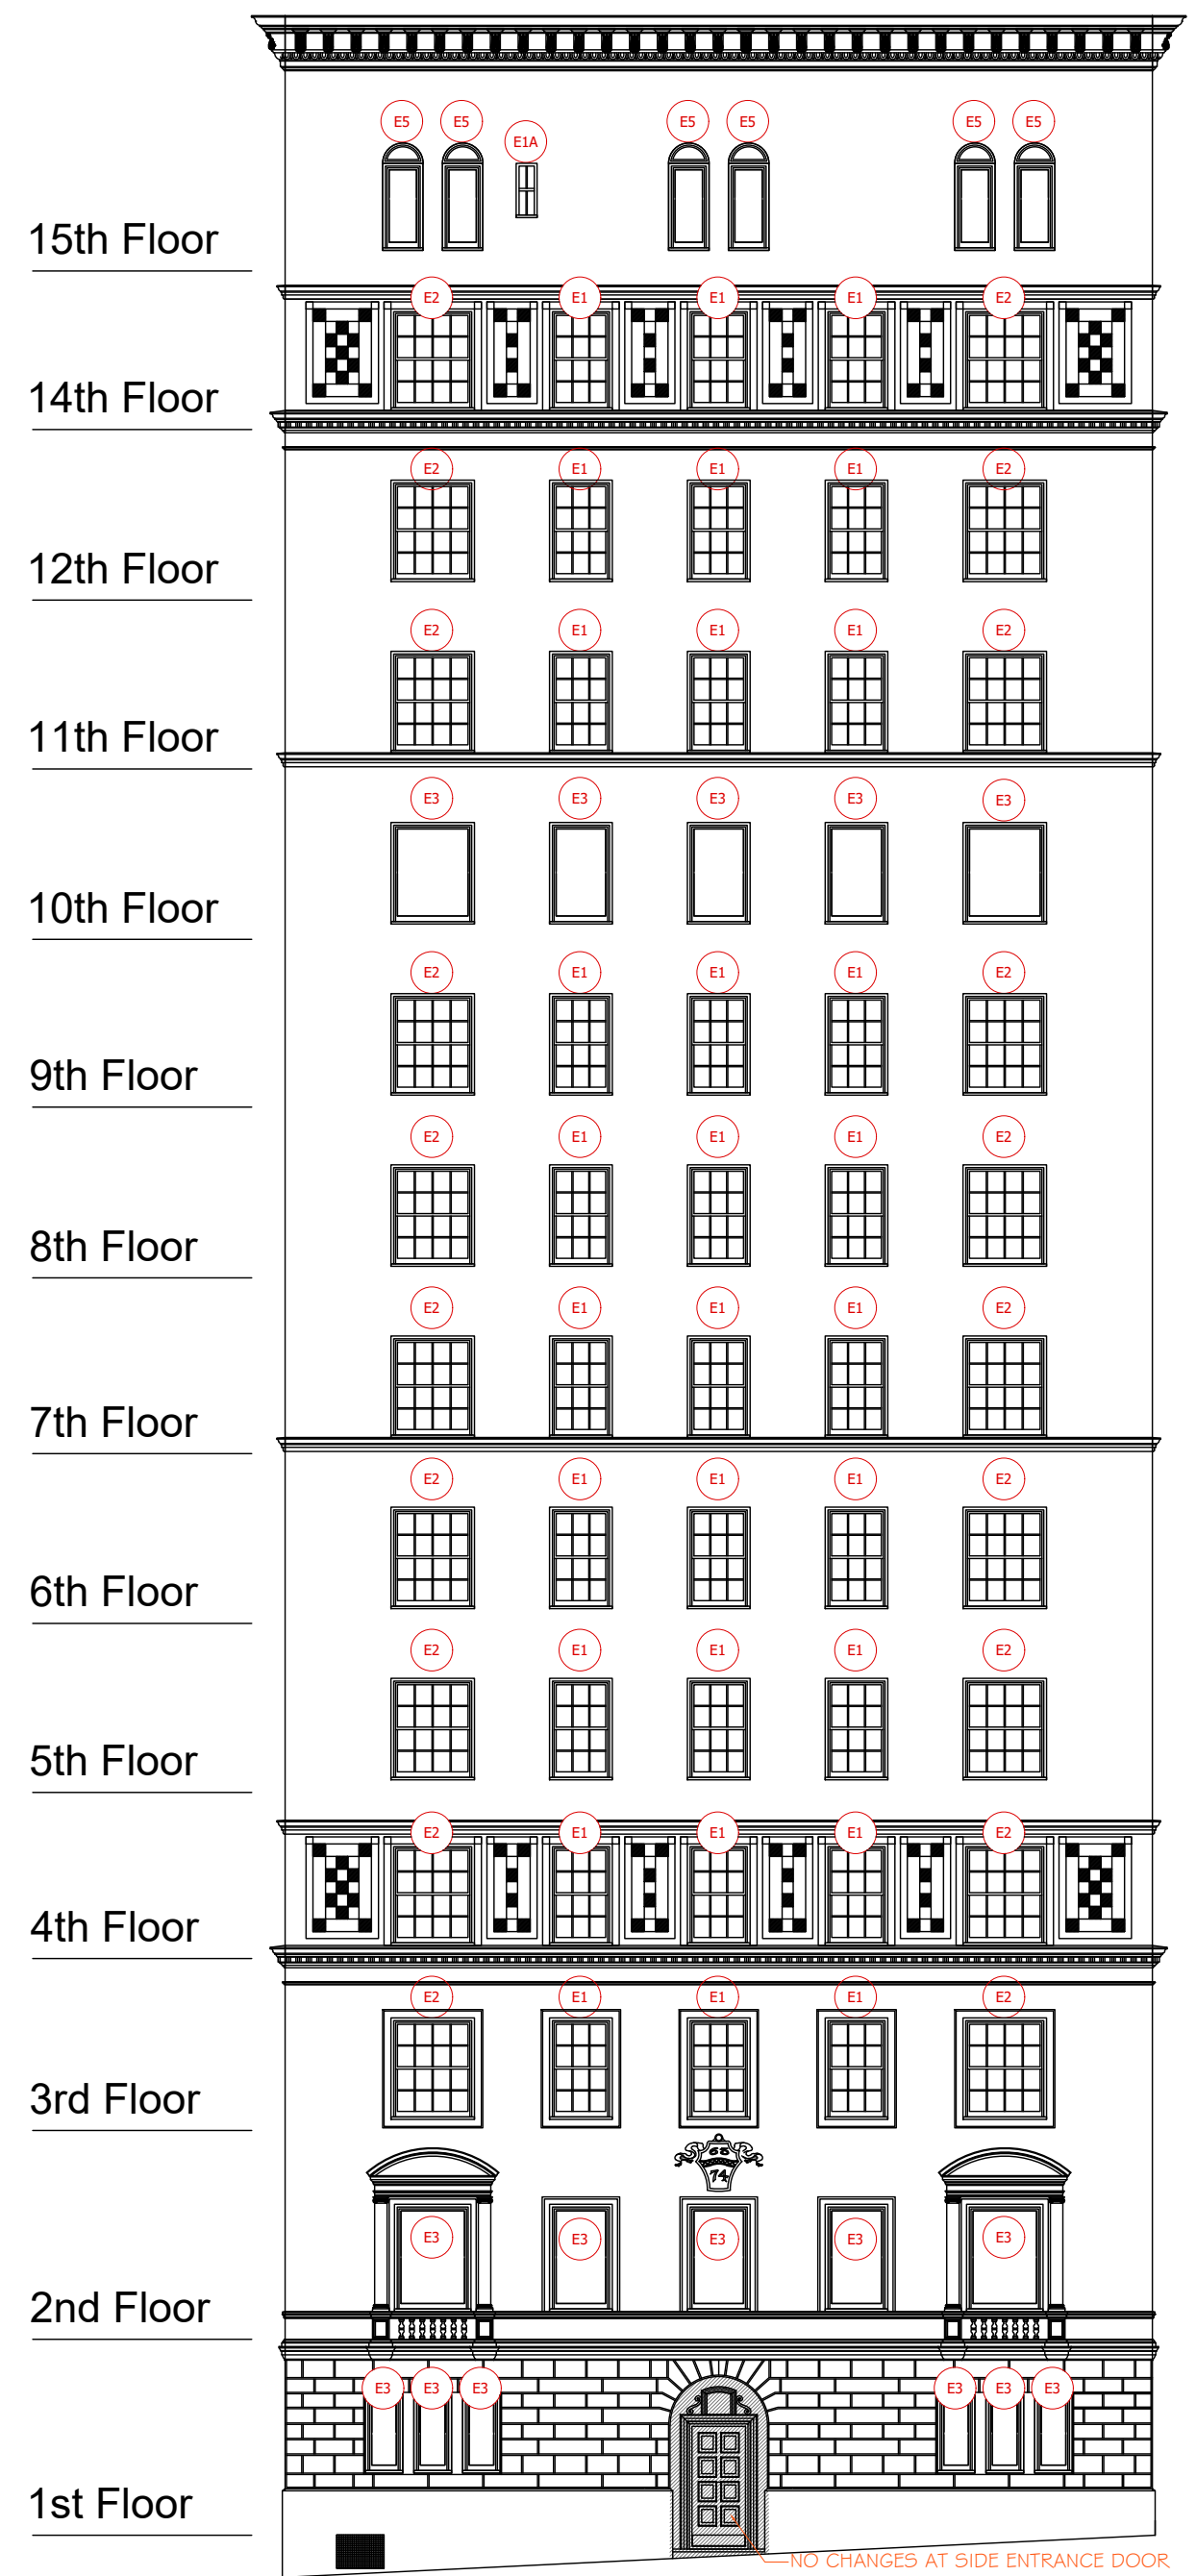 E5 E5 E1A E5 E5 E5 E5
15th Floor
E2 E1 E1 E1 E2
14th Floor
E2 E1 E1 E1 E2
12th Floor
E2 E1 E1 E1 E2
11th Floor
E3 E3 E3 E3 E3
10th Floor
E2 E1 E1 E1 E2
9th Floor
E2 E1 E1 E1 E2
8th Floor
E2 E1 E1 E1 E2
7th Floor
E2 E1 E1 E1 E2
6th Floor
E2 E1 E1 E1 E2
5th Floor
E2 E1 E1 E1 E2
4th Floor
E2 E1 E1 E1 E2
3rd Floor
74
E3 E3 E3 E3 E3
2nd Floor
E3 E3 E3 E3 E3 E3
1st Floor
NO CHANGES AT SIDE ENTRANCE DOOR